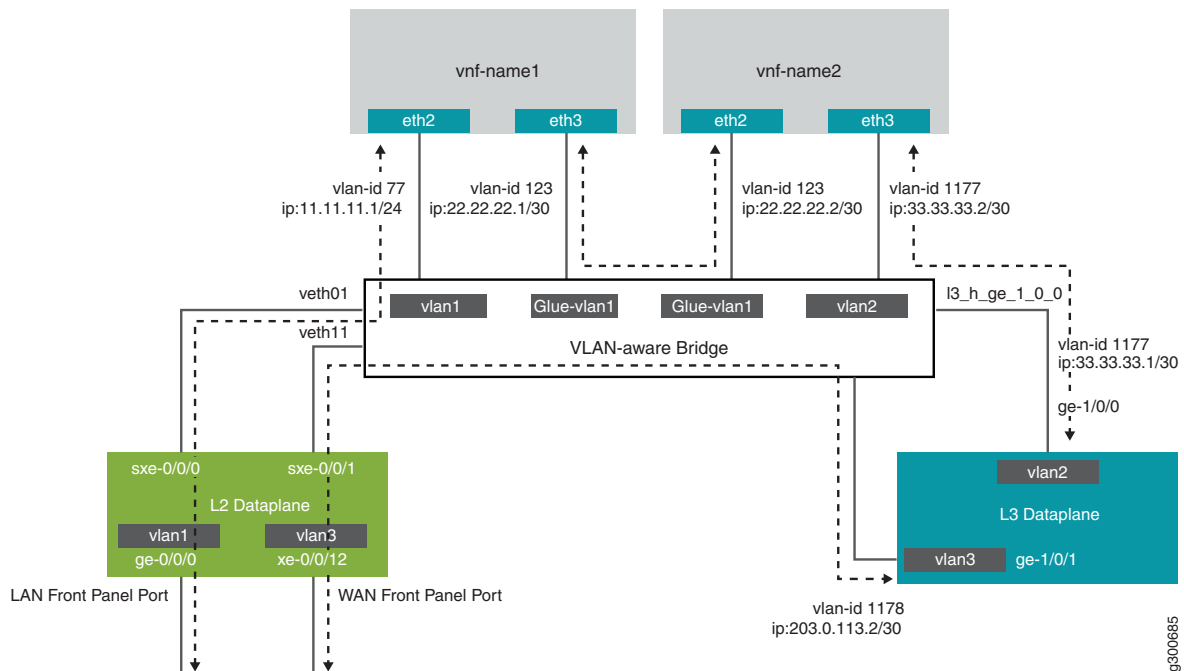 vnf-name1
vnf-name2
eth2
eth3
eth2
eth3
vlan-id 77
ip:11.11.11.1/24
vlan-id 123
ip:22.22.22.1/30
vlan-id 123
ip:22.22.22.2/30
vlan-id 1177
ip:33.33.33.2/30
veth01
vlan1
Glue-vlan1
Glue-vlan1
vlan2
l3_h_ge_1_0_0
veth11
VLAN-aware Bridge
vlan-id 1177
ip:33.33.33.1/30
ge-1/0/0
sxe-0/0/0
sxe-0/0/1
vlan2
L2 Dataplane
L3 Dataplane
vlan1
vlan3
ge-0/0/0
xe-0/0/12
vlan3
ge-1/0/1
LAN Front Panel Port
WAN Front Panel Port
vlan-id 1178
ip:203.0.113.2/30
g300685